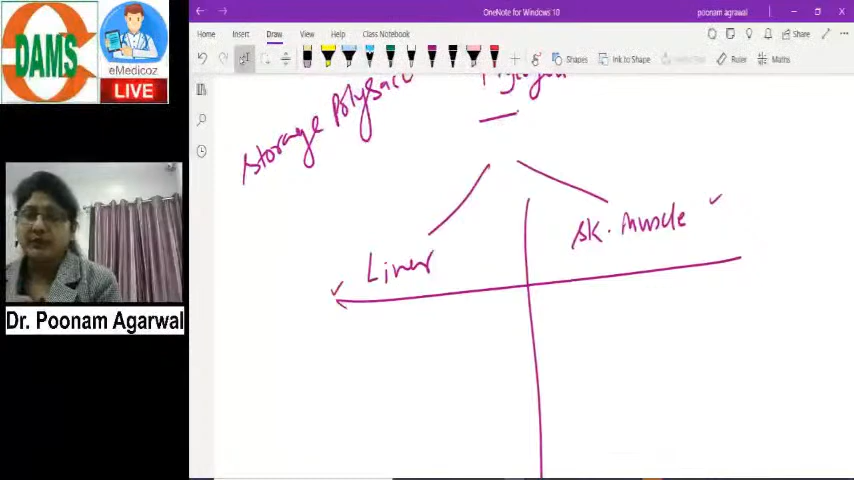 OneNote for Windows 10
poonam agrawal
Home Insert Draw View Help Class Notebook
Share
Shapes Ink to Shape Ruler Maths
DAMS
eMedicoz
LIVE
Storage
Liver
Sk. Muscle
Dr. Poonam Agarwal